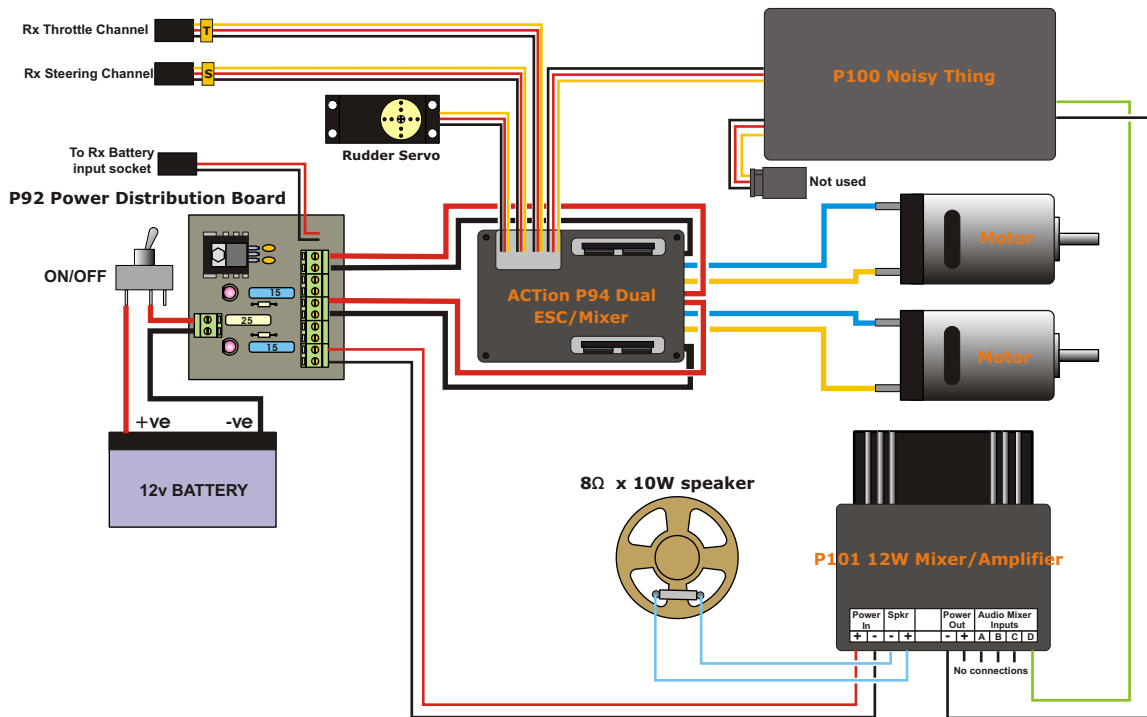 Rx Throttle Channel
T
Rx Steering Channel
S
Rudder Servo
To Rx Battery
input socket
P92 Power Distribution Board
ON/OFF
15
25
15
+ve
-ve
12v BATTERY
P100 Noisy Thing
Not used
ACTion P94 Dual
ESC/Mixer
Motor
Motor
8Ω x 10W speaker
P101 12W Mixer/Amplifier
Power
In
Spkr
Power
Out
Audio Mixer
Inputs
+ - - + - + A B C D
No connections